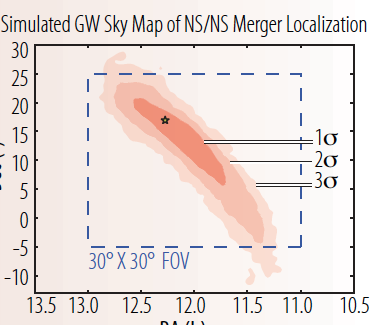 Simulated GW Sky Map of NS/NS Merger Localization
30
25
20
15
10
5
0
-5
-10
1σ
2σ
3σ
30° X 30° FOV
13.5 13.0 12.5 12.0 11.5 11.0 10.5